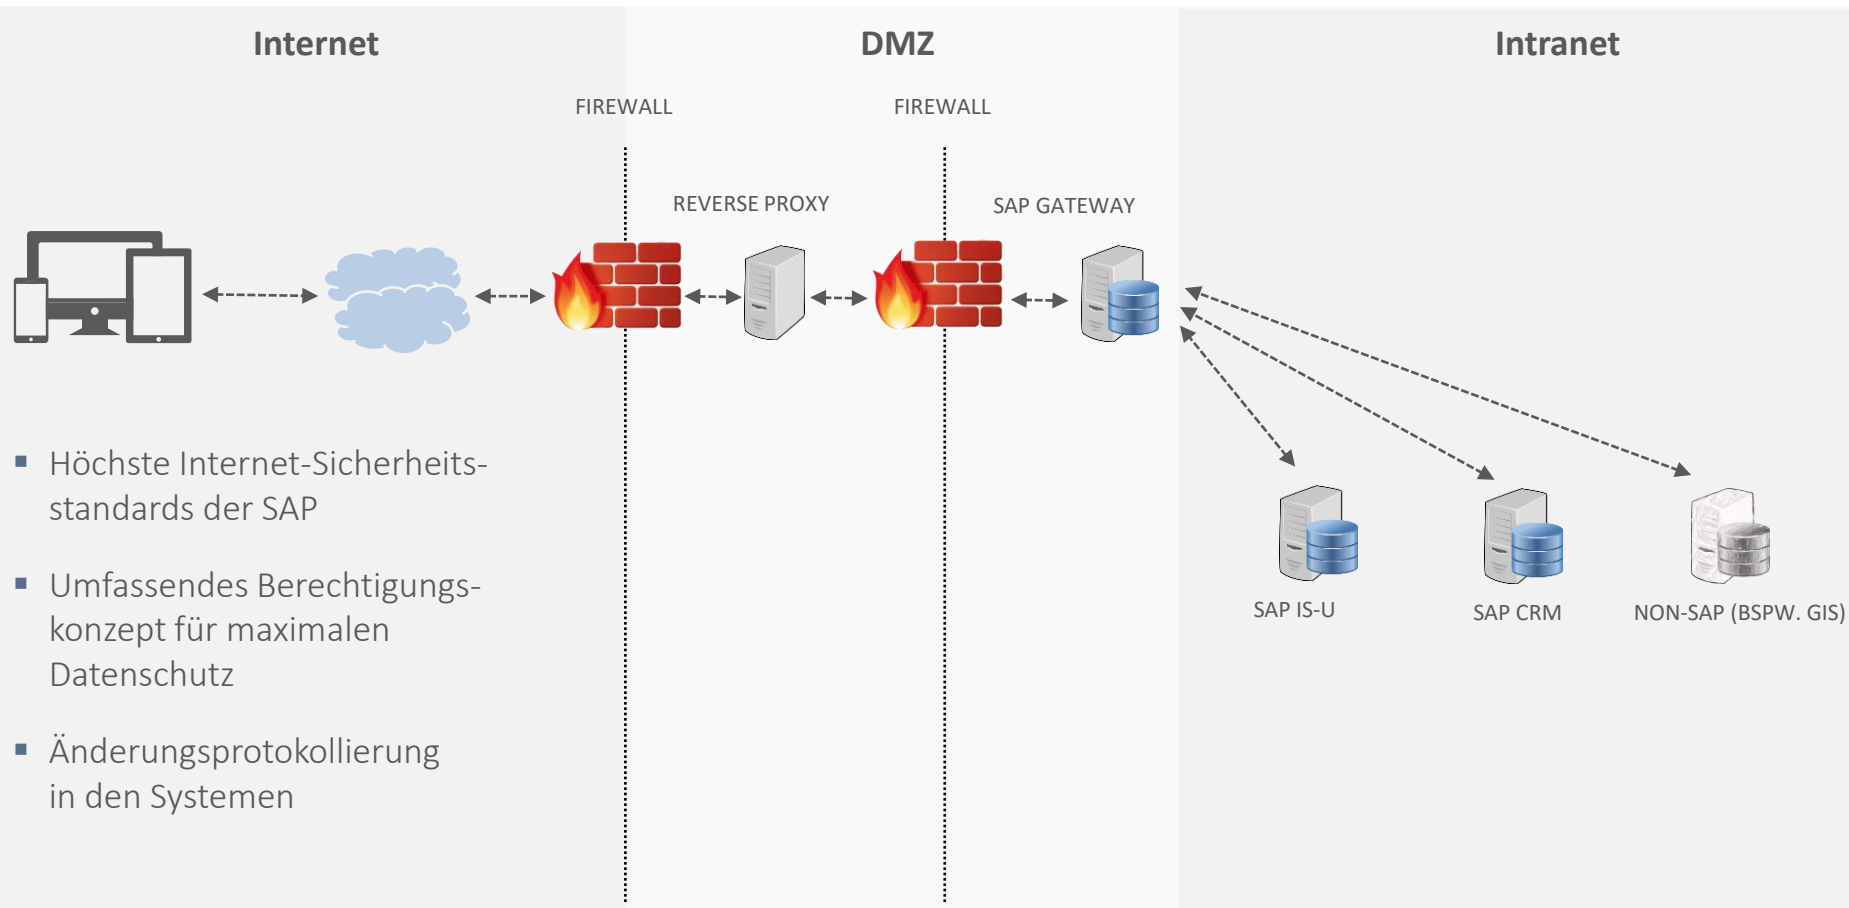 Internet
DMZ
Intranet
FIREWALL
FIREWALL
REVERSE PROXY
SAP GATEWAY
▪ Höchste Internet-Sicherheits-
standards der SAP
▪ Umfassendes Berechtigungs-
konzept für maximalen
Datenschutz
▪ Änderungsprotokollierung
in den Systemen
SAP IS-U
SAP CRM
NON-SAP (BSPW. GIS)